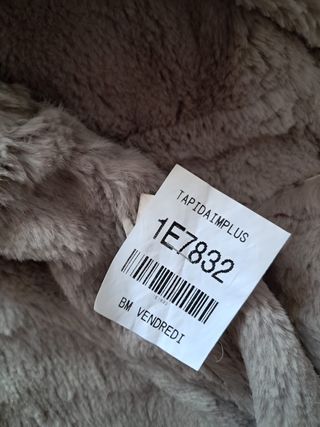 TAPIDAIMPLUS
1E7832
BM VENDREDI